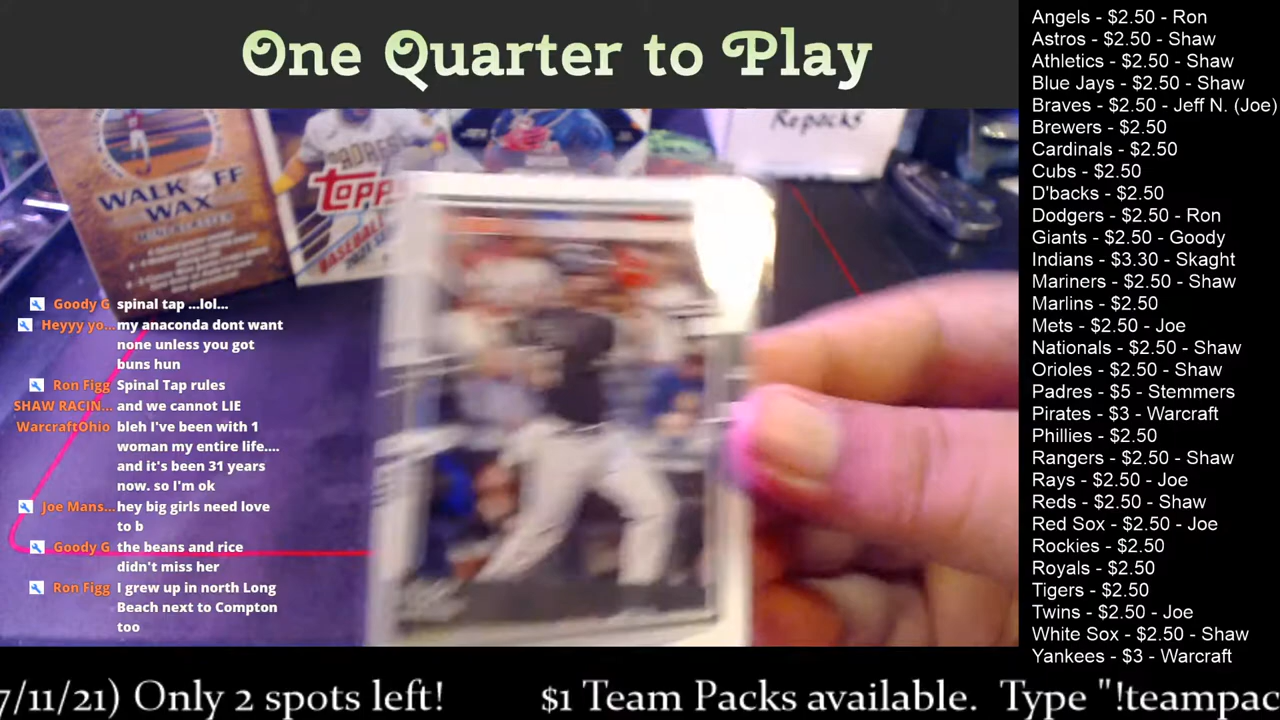 One Quarter to Play
Angels - $2.50 - Ron
Astros - $2.50 - Shaw
Athletics - $2.50 - Shaw
Blue Jays - $2.50 - Shaw
Braves - $2.50 - Jeff N. (Joe)
Brewers - $2.50
Cardinals - $2.50
Cubs - $2.50
D'backs - $2.50
Dodgers - $2.50 - Ron
Giants - $2.50 - Goody
Indians - $3.30 - Skaght
Mariners - $2.50 - Shaw
Marlins - $2.50
Mets - $2.50 - Joe
Nationals - $2.50 - Shaw
Orioles - $2.50 - Shaw
Padres - $5 - Stemmers
Pirates - $3 - Warcraft
Phillies - $2.50
Rangers - $2.50 - Shaw
Rays - $2.50 - Joe
Reds - $2.50 - Shaw
Red Sox - $2.50 - Joe
Rockies - $2.50
Royals - $2.50
Tigers - $2.50
Twins - $2.50 - Joe
White Sox - $2.50 - Shaw
Yankees - $3 - Warcraft
Repacks
WALK OFF
WAX
PADRES
topps
BASEBALL
Goody G spinal tap ...lol...
Heyyy yo... my anaconda dont want
none unless you got
buns hun
Ron Figg Spinal Tap rules
SHAW RACIN... and we cannot LIE
WarcraftOhio bleh I've been with 1
woman my entire life....
and it's been 31 years
now. so I'm ok
Joe Mans... hey big girls need love
to b
Goody G the beans and rice
didn't miss her
Ron Figg I grew up in north Long
Beach next to Compton
too
7/11/21) Only 2 spots left! $1 Team Packs available. Type "!teampac